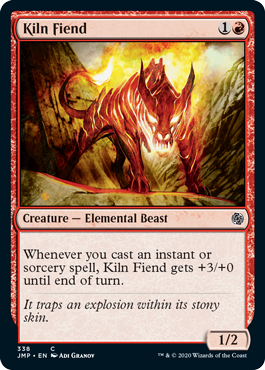 Kiln Fiend 1
Creature — Elemental Beast
Whenever you cast an instant or
sorcery spell, Kiln Fiend gets +3/+0
until end of turn.
It traps an explosion within its stony
skin.
1/2
338 C
JMP • EN Adi Granov
™ & © 2020 Wizards of the Coast